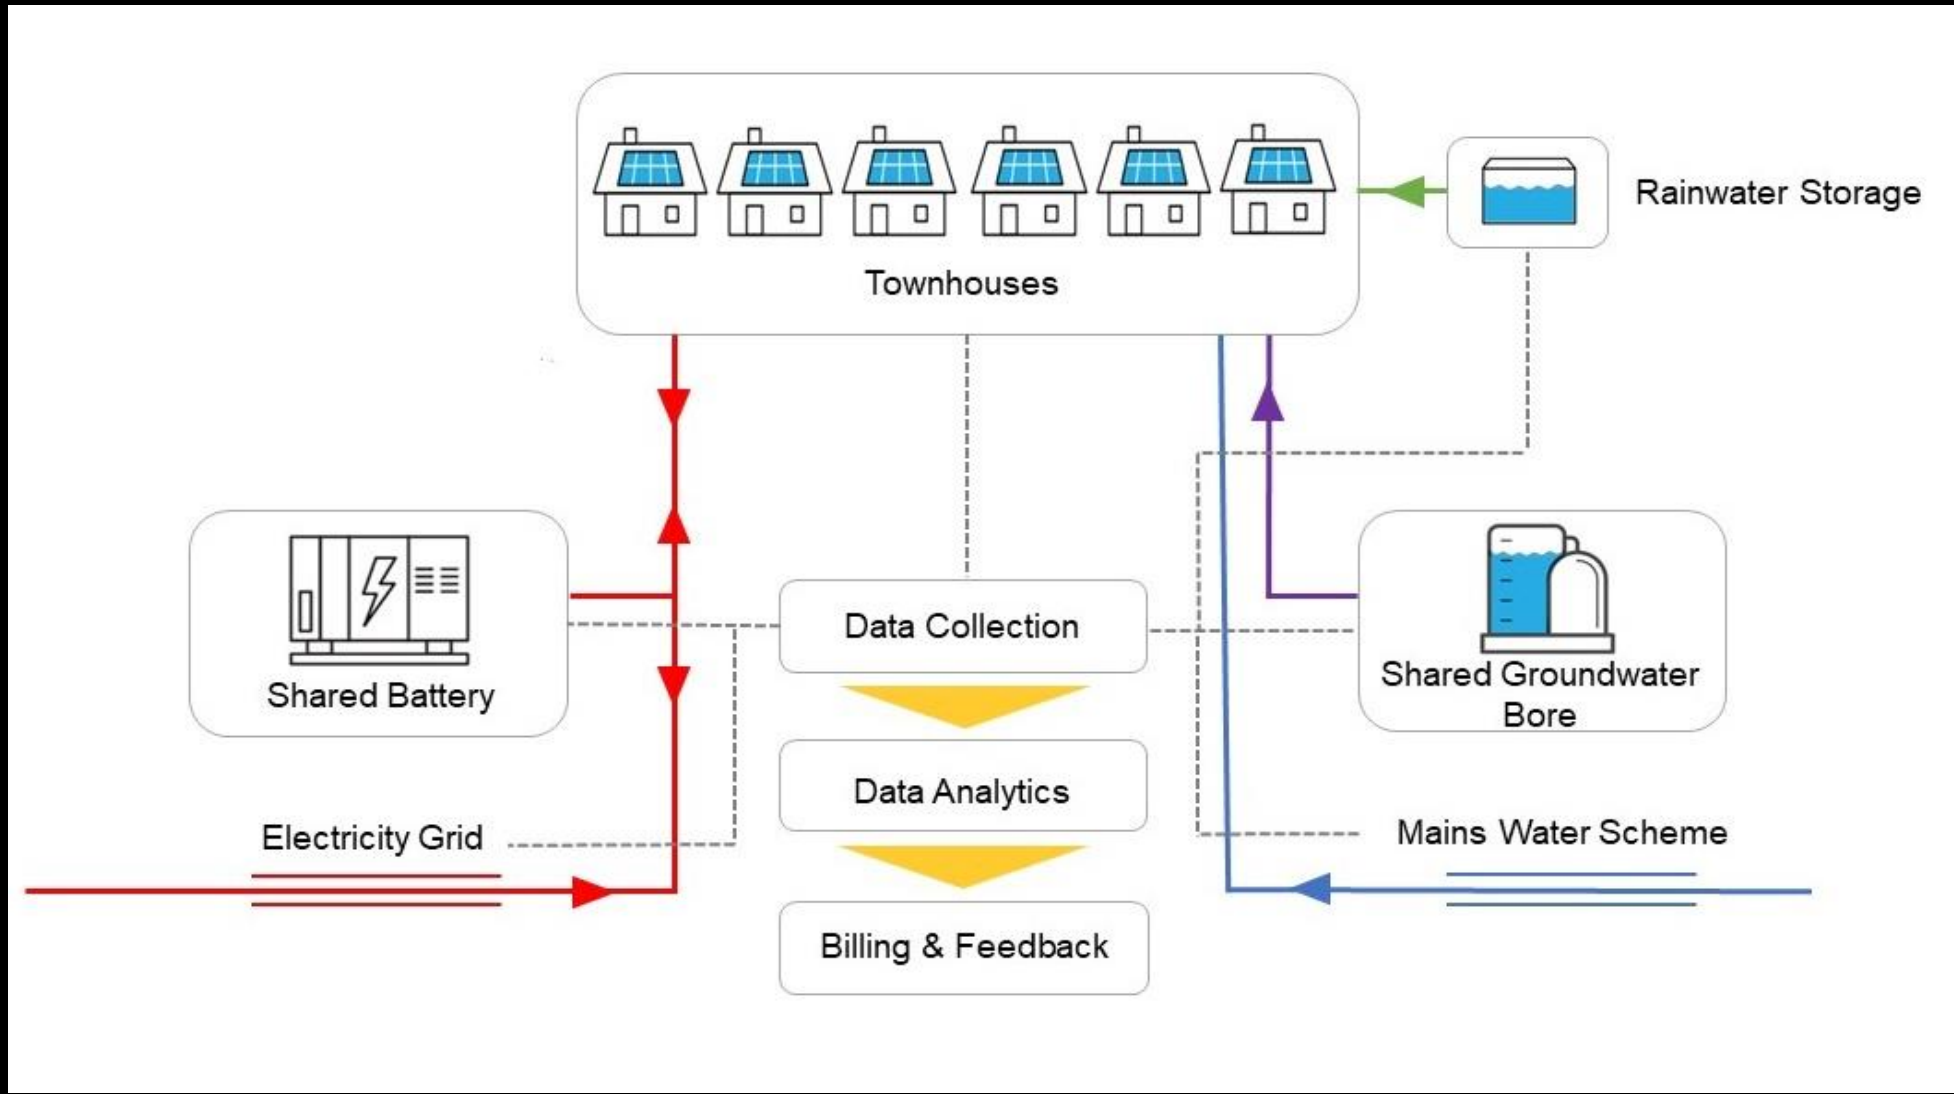 Rainwater Storage
Townhouses
Data Collection
Shared Battery
Shared Groundwater
Bore
Data Analytics
Electricity Grid
Mains Water Scheme
Billing & Feedback